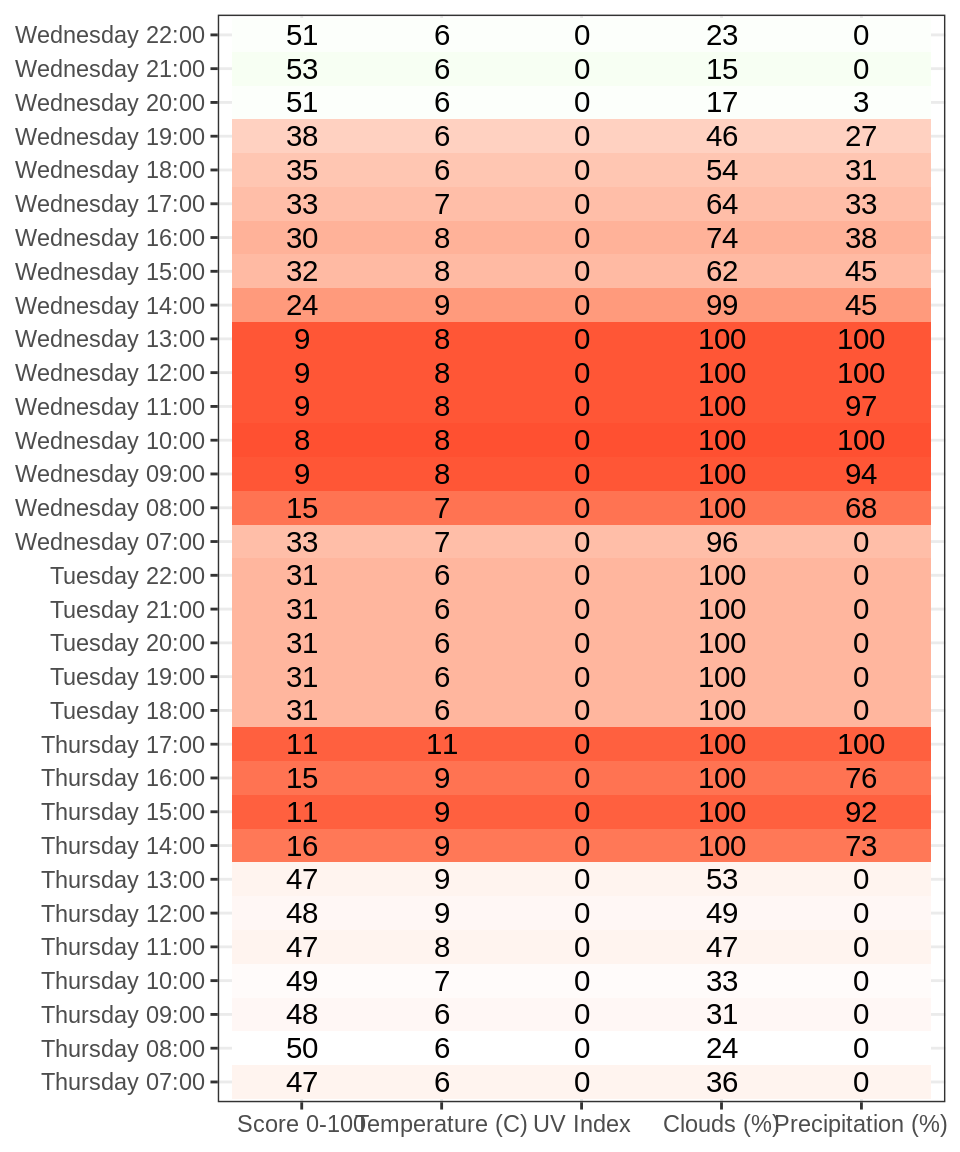 Wednesday 22:00 51 6 0 23 0
Wednesday 21:00 53 6 0 15 0
Wednesday 20:00 51 6 0 17 3
Wednesday 19:00 38 6 0 46 27
Wednesday 18:00 35 6 0 54 31
Wednesday 17:00 33 7 0 64 33
Wednesday 16:00 30 8 0 74 38
Wednesday 15:00 32 8 0 62 45
Wednesday 14:00 24 9 0 99 45
Wednesday 13:00 9 8 0 100 100
Wednesday 12:00 9 8 0 100 100
Wednesday 11:00 9 8 0 100 97
Wednesday 10:00 8 8 0 100 100
Wednesday 09:00 9 8 0 100 94
Wednesday 08:00 15 7 0 100 68
Wednesday 07:00 33 7 0 96 0
Tuesday 22:00 31 6 0 100 0
Tuesday 21:00 31 6 0 100 0
Tuesday 20:00 31 6 0 100 0
Tuesday 19:00 31 6 0 100 0
Tuesday 18:00 31 6 0 100 0
Thursday 17:00 11 11 0 100 100
Thursday 16:00 15 9 0 100 76
Thursday 15:00 11 9 0 100 92
Thursday 14:00 16 9 0 100 73
Thursday 13:00 47 9 0 53 0
Thursday 12:00 48 9 0 49 0
Thursday 11:00 47 8 0 47 0
Thursday 10:00 49 7 0 33 0
Thursday 09:00 48 6 0 31 0
Thursday 08:00 50 6 0 24 0
Thursday 07:00 47 6 0 36 0
Score 0-100 Temperature (C) UV Index Clouds (%) Precipitation (%)